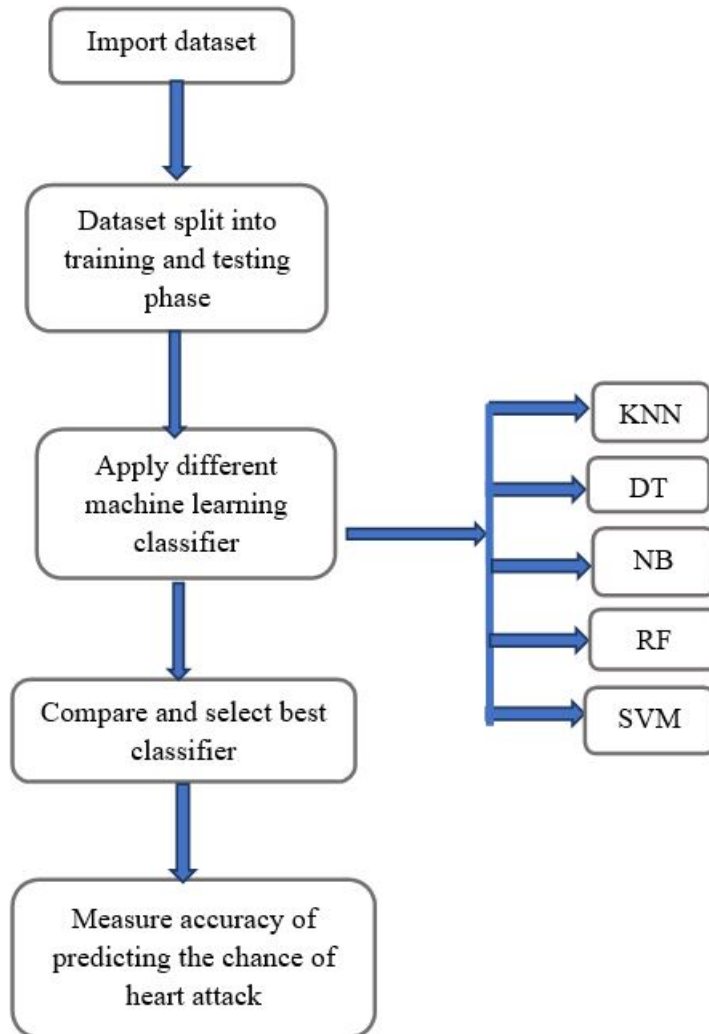 Import dataset
Dataset split into
training and testing
phase
Apply different
machine learning
classifier
KNN
DT
NB
RF
SVM
Compare and select best
classifier
Measure accuracy of
predicting the chance of
heart attack